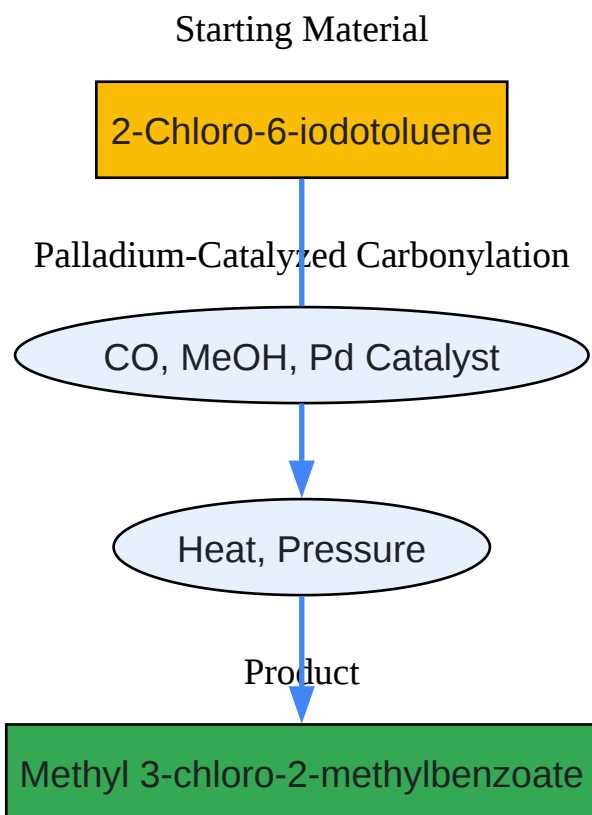 Starting Material
2-Chloro-6-iodotoluene
Palladium-Catalyzed Carbonylation
CO, MeOH, Pd Catalyst
Heat, Pressure
Product
Methyl 3-chloro-2-methylbenzoate